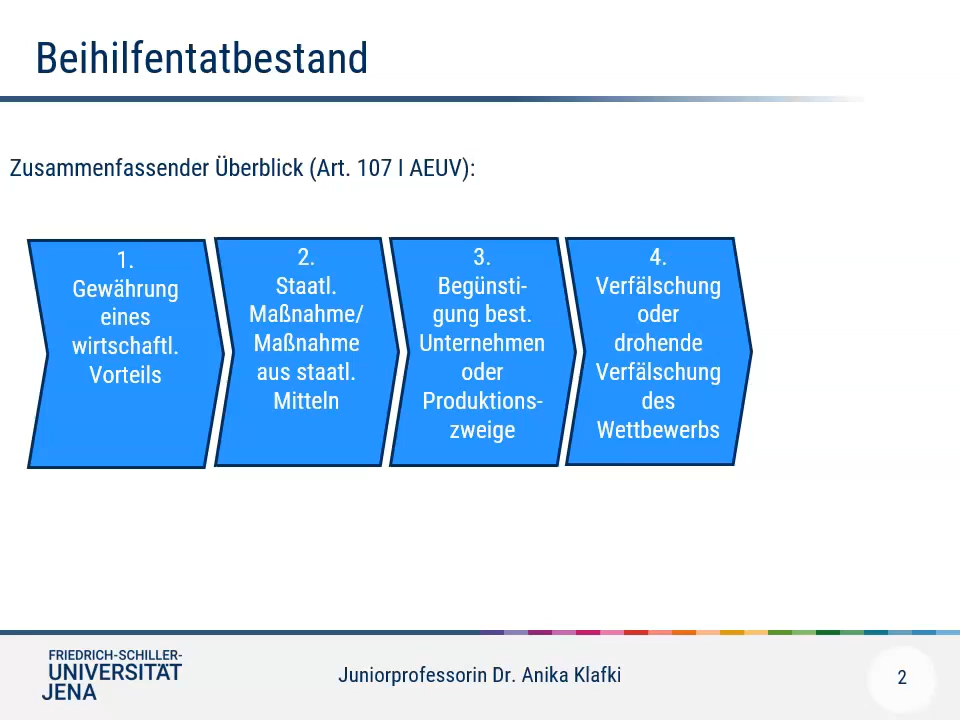 Beihilfentatbestand
Zusammenfassender Überblick (Art. 107 I AEUV):
1.
Gewährung
eines
wirtschaftl.
Vorteils
2.
Staatl.
Maßnahme/
Maßnahme
aus staatl.
Mitteln
3.
Begünsti-
gung best.
Unternehmen
oder
Produktions-
zweige
4.
Verfälschung
oder
drohende
Verfälschung
des
Wettbewerbs
FRIEDRICH-SCHILLER-
UNIVERSITÄT
JENA
Juniorprofessorin Dr. Anika Klafki
2